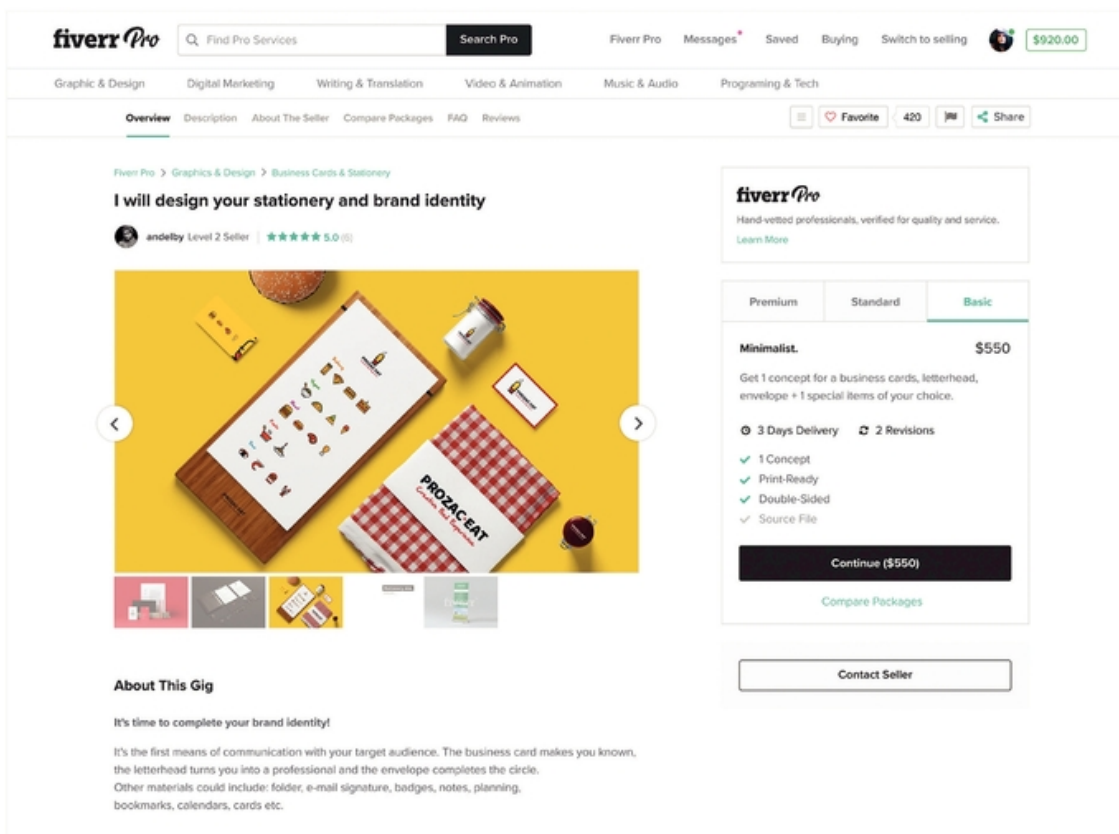 fiverr Pro
Find Pro Services
Search Pro
Fiverr Pro
Messages
Saved
Buying
Switch to selling
$920.00
Graphic & Design
Digital Marketing
Writing & Translation
Video & Animation
Music & Audio
Programing & Tech
Overview
Description
About The Seller
Compare Packages
FAQ
Reviews
Favorite
420
Share
Fiverr Pro > Graphics & Design > Business Cards & Stationery
I will design your stationery and brand identity
andelby Level 2 Seller
5.0 (6)
PROZAC·EAT
fiverr Pro
Hand-vetted professionals, verified for quality and service.
Learn More
Premium
Standard
Basic
Minimalist.
$550
Get 1 concept for a business cards, letterhead,
envelope + 1 special items of your choice.
3 Days Delivery
2 Revisions
1 Concept
Print-Ready
Double-Sided
Source File
Continue ($550)
Compare Packages
Contact Seller
About This Gig
It's time to complete your brand identity!
It's the first means of communication with your target audience. The business card makes you known,
the letterhead turns you into a professional and the envelope completes the circle.
Other materials could include: folder, e-mail signature, badges, notes, planning,
bookmarks, calendars, cards etc.